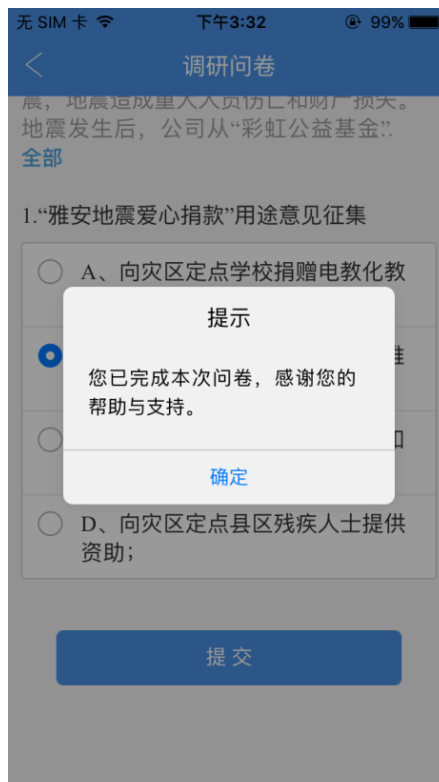 无 SIM 卡 下午3:32 99%
调研问卷
震，地震造成重大人员伤亡和财产损失。
地震发生后，公司从“彩虹公益基金”..
全部
1.“雅安地震爱心捐款”用途意见征集
A、向灾区定点学校捐赠电教化教
提示
您已完成本次问卷，感谢您的
帮助与支持。
确定
D、向灾区定点县区残疾人士提供
资助；
提 交